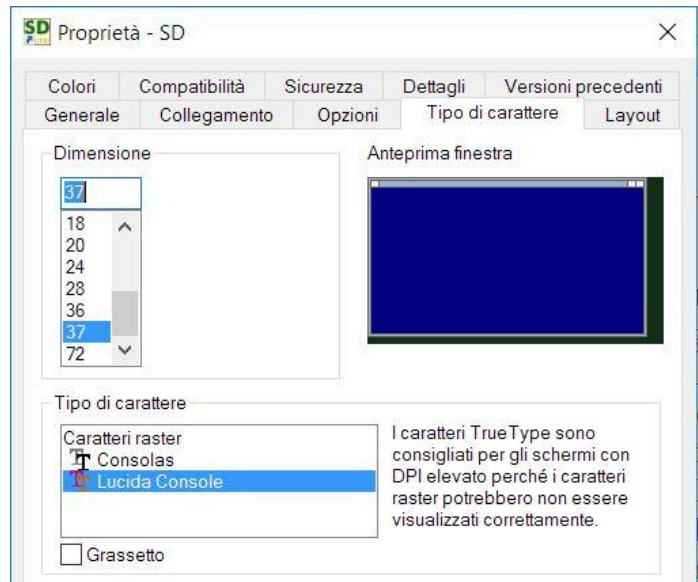 SD Proprietà - SD
Colori Compatibilità Sicurezza Dettagli Versioni precedenti
Generale Collegamento Opzioni Tipo di carattere Layout
Dimensione
37
18
20
24
28
36
37
72
Anteprima finestra
Tipo di carattere
Caratteri raster
Consolas
Lucida Console
I caratteri TrueType sono
consigliati per gli schermi con
DPI elevato perché i caratteri
raster potrebbero non essere
visualizzati correttamente.
Grassetto